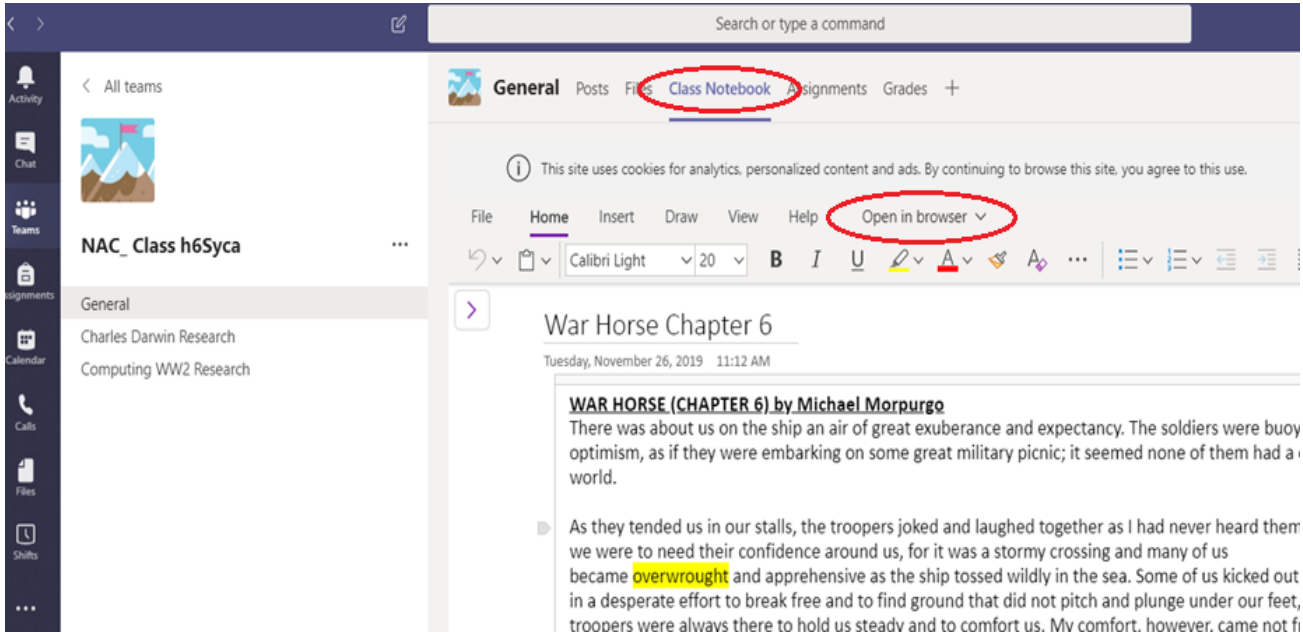 Search or type a command
Activity
Chat
Teams
ssignments
Calendar
Calls
Files
Shifts
All teams
NAC_ Class h6Syca
General
Charles Darwin Research
Computing WW2 Research
General Posts Files Class Notebook Assignments Grades
This site uses cookies for analytics, personalized content and ads. By continuing to browse this site, you agree to this use.
File Home Insert Draw View Help Open in browser
Calibri Light 20 B I U A A
War Horse Chapter 6
Tuesday, November 26, 2019 11:12 AM
WAR HORSE (CHAPTER 6) by Michael Morpurgo
There was about us on the ship an air of great exuberance and expectancy. The soldiers were buoy
optimism, as if they were embarking on some great military picnic; it seemed none of them had a
world.
As they tended us in our stalls, the troopers joked and laughed together as I had never heard them
we were to need their confidence around us, for it was a stormy crossing and many of us
became overwrought and apprehensive as the ship tossed wildly in the sea. Some of us kicked out
in a desperate effort to break free and to find ground that did not pitch and plunge under our feet,
troopers were always there to hold us steady and to comfort us. My comfort, however, came not